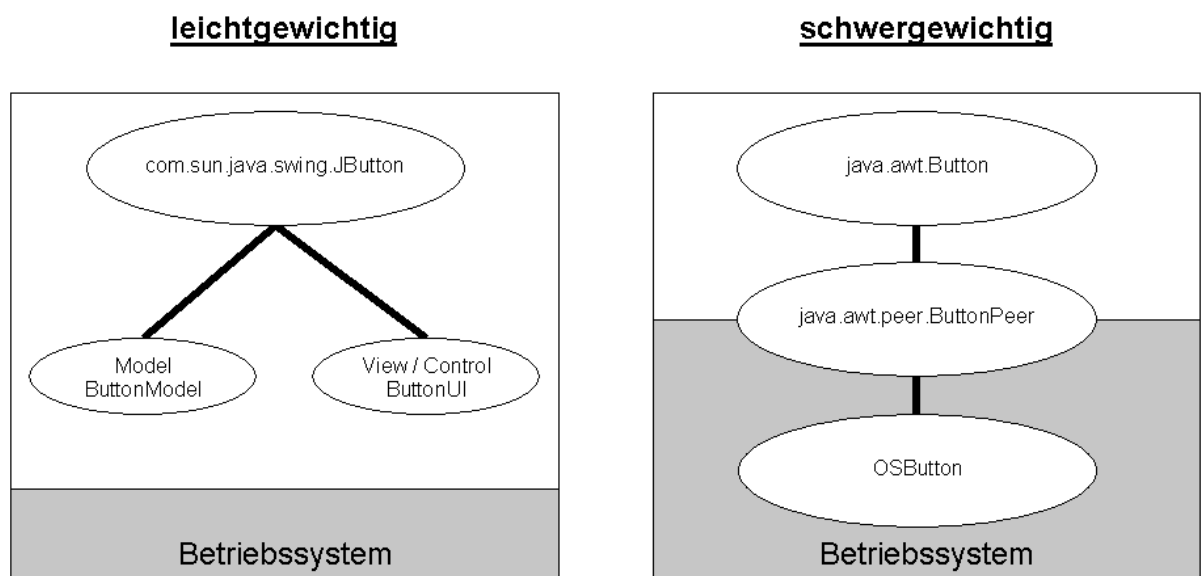 leichtgewichtig
com.sun.java.swing.JButton
Model
ButtonModel
View / Control
ButtonUI
Betriebssystem
schwergewichtig
java.awt.Button
java.awt.peer.ButtonPeer
OSButton
Betriebssystem